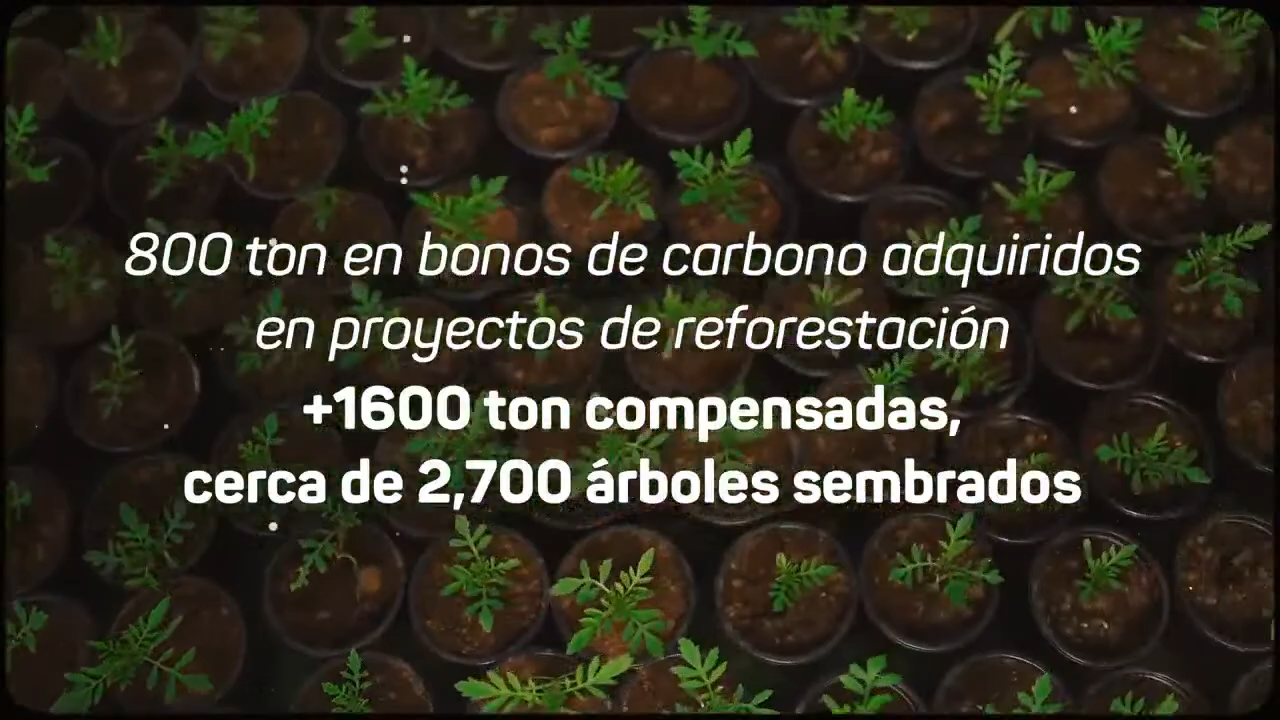 800 ton en bonos de carbono adquiridos
en proyectos de reforestación
+1600 ton compensadas,
cerca de 2,700 árboles sembrados